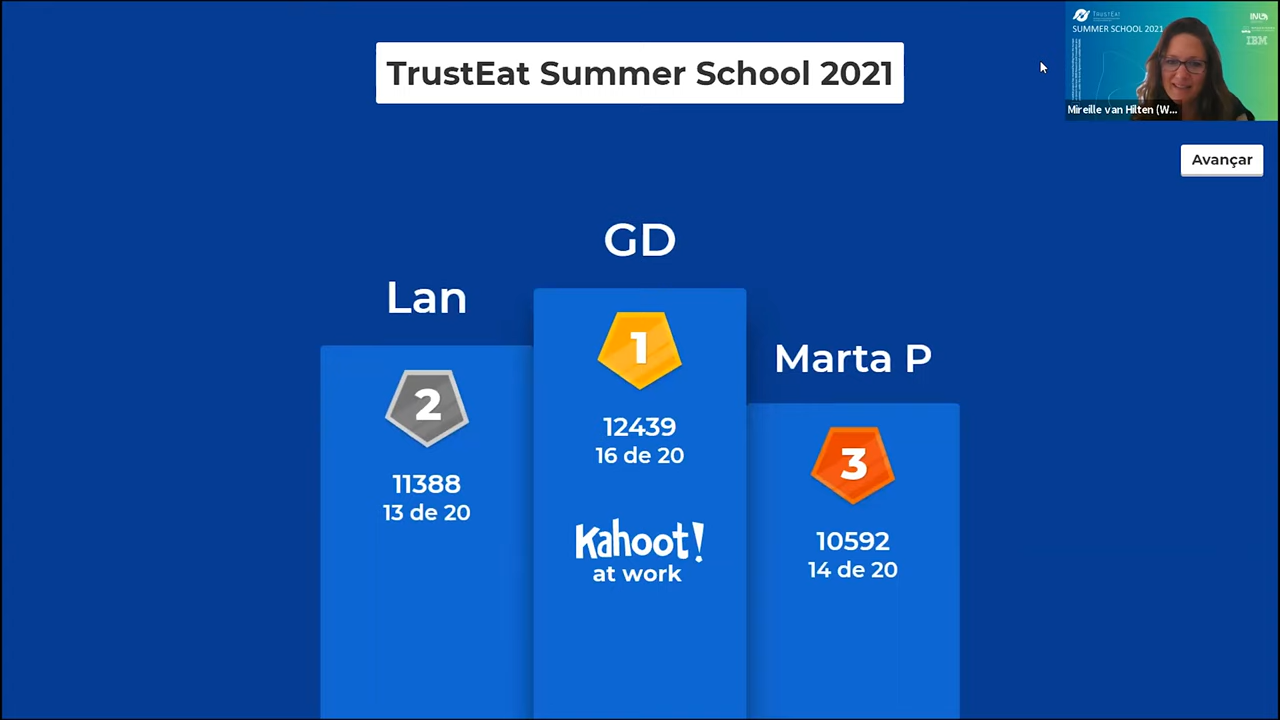 TrustEat Summer School 2021
TRUSTEAT
SUMMER SCHOOL 2021
IBM
Mireille van Hilten (W...
Avançar
GD
Lan
1
Marta P
2
12439
16 de 20
3
11388
13 de 20
Kahoot!
at work
10592
14 de 20